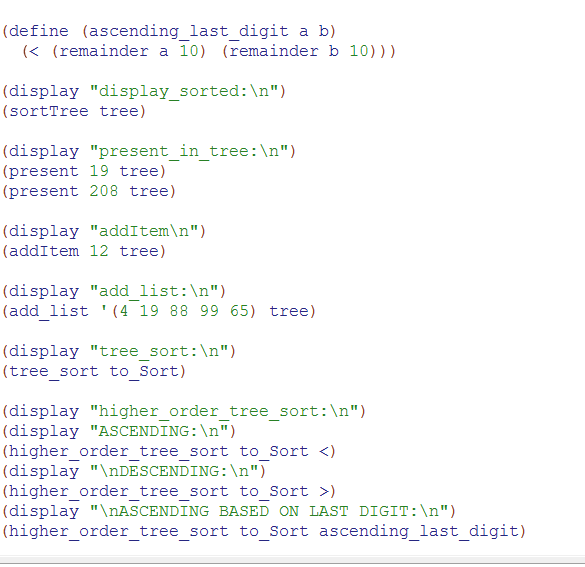 (define (ascending_last_digit a b)
  (< (remainder a 10) (remainder b 10)))
(display "display_sorted:\n")
(sortTree tree)
(display "present_in_tree:\n")
(present 19 tree)
(present 208 tree)
(display "addItem\n")
(addItem 12 tree)
(display "add_list:\n")
(add_list '(4 19 88 99 65) tree)
(display "tree_sort:\n")
(tree_sort to_Sort)
(display "higher_order_tree_sort:\n")
(display "ASCENDING:\n")
(higher_order_tree_sort to_Sort <)
(display "\nDESCENDING:\n")
(higher_order_tree_sort to_Sort >)
(display "\nASCENDING BASED ON LAST DIGIT:\n")
(higher_order_tree_sort to_Sort ascending_last_digit)